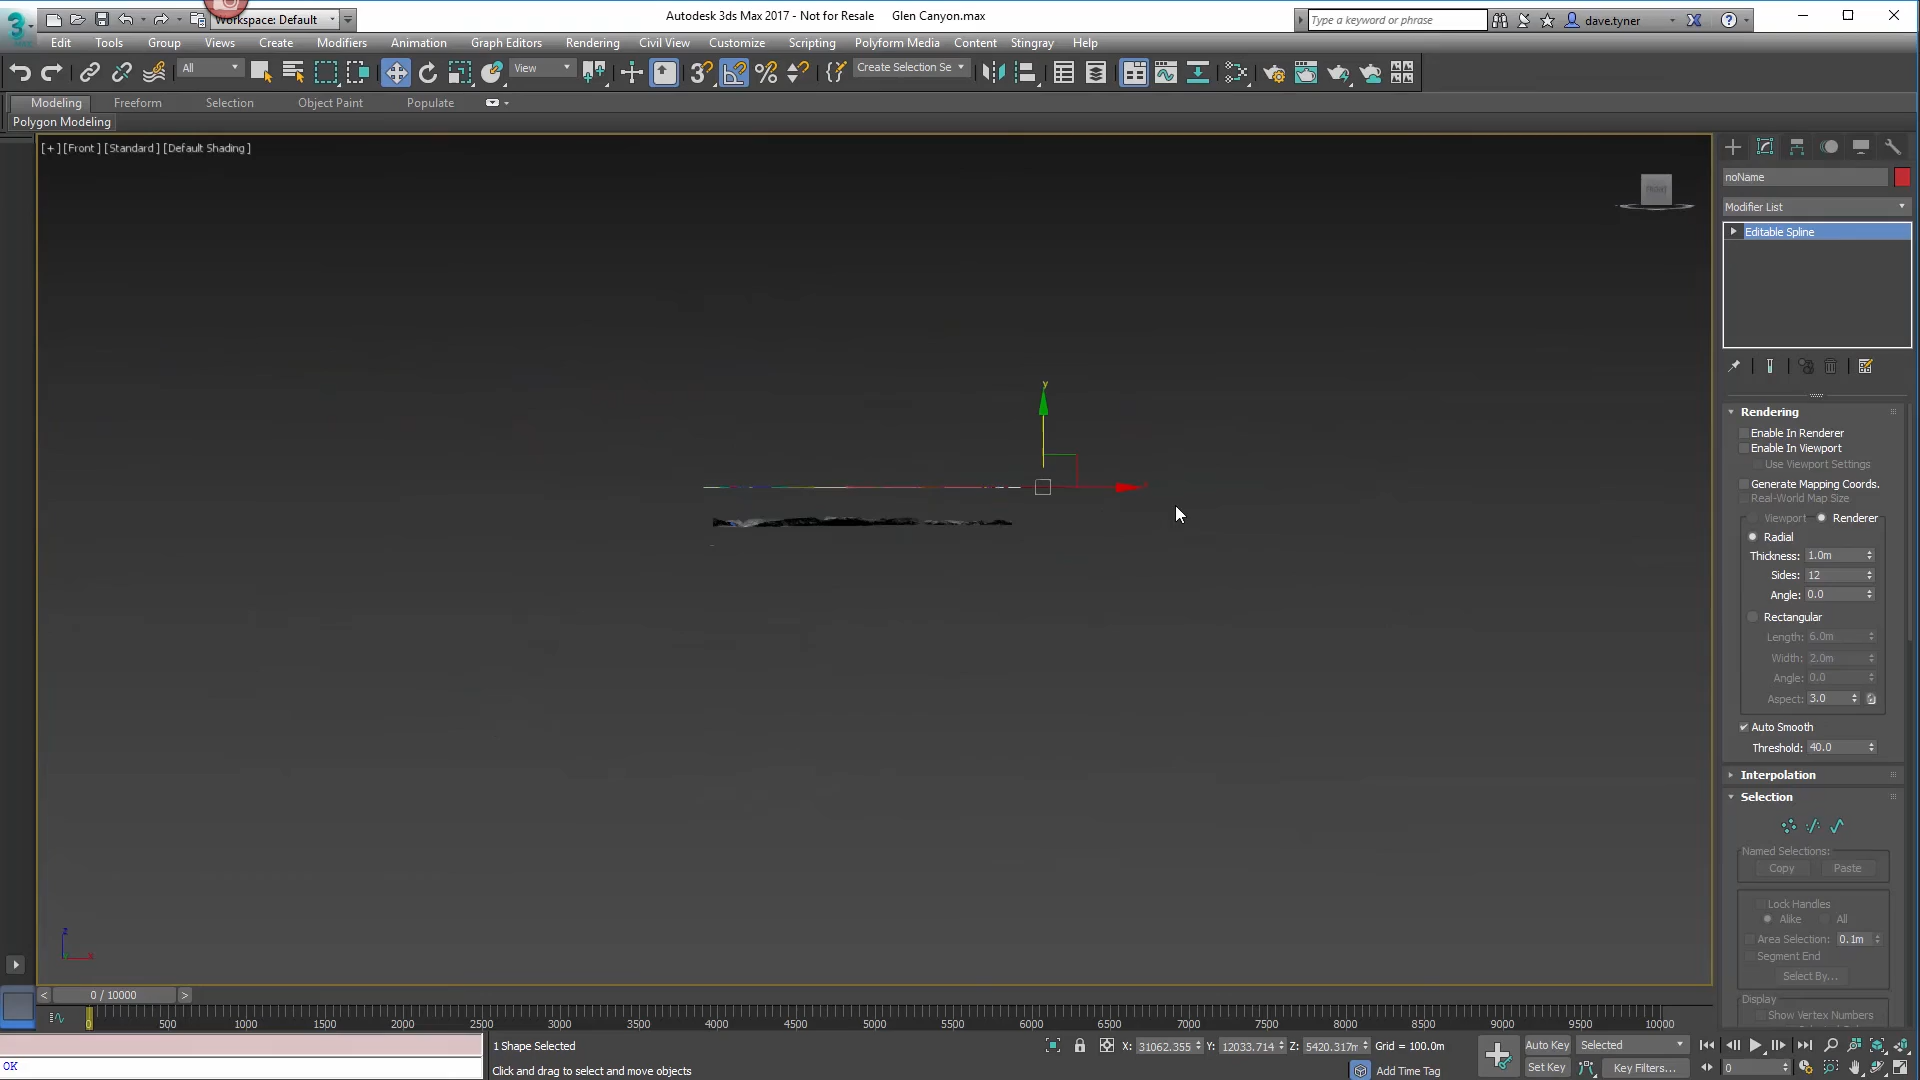 3 Workspace: Default Autodesk 3ds Max 2017 - Not for Resale Glen Canyon.max Type a keyword or phrase dave.tyner
Edit Tools Group Views Create Modifiers Animation Graph Editors Rendering Civil View Customize Scripting Polyform Media Content Stingray Help
All View 3 Create Selection Se
Modeling Freeform Selection Object Paint Populate
Polygon Modeling
[+] [Front] [Standard] [Default Shading]
noName
Modifier List
Editable Spline
y
Rendering
Enable In Renderer
Enable In Viewport
Use Viewport Settings
Generate Mapping Coords.
Real-World Map Size
Viewport Renderer
Radial
Thickness: 1.0m
Sides: 12
Angle: 0.0
Rectangular
Length: 6.0m
Width: 2.0m
Angle: 0.0
Aspect: 3.0
Auto Smooth
Threshold: 40.0
Interpolation
Selection
Named Selections:
Copy Paste
Lock Handles
Alike All
Area Selection: 0.1m
Segment End
Select By...
Display
Show Vertex Numbers
z
x
< 0 / 10000 >
0 500 1000 1500 2000 2500 3000 3500 4000 4500 5000 5500 6000 6500 7000 7500 8000 8500 9000 9500 10000
1 Shape Selected X: 31062.355 Y: 12033.714 Z: 5420.317m Grid = 100.0m Auto Key Selected
OK Click and drag to select and move objects Add Time Tag Set Key Key Filters... 0